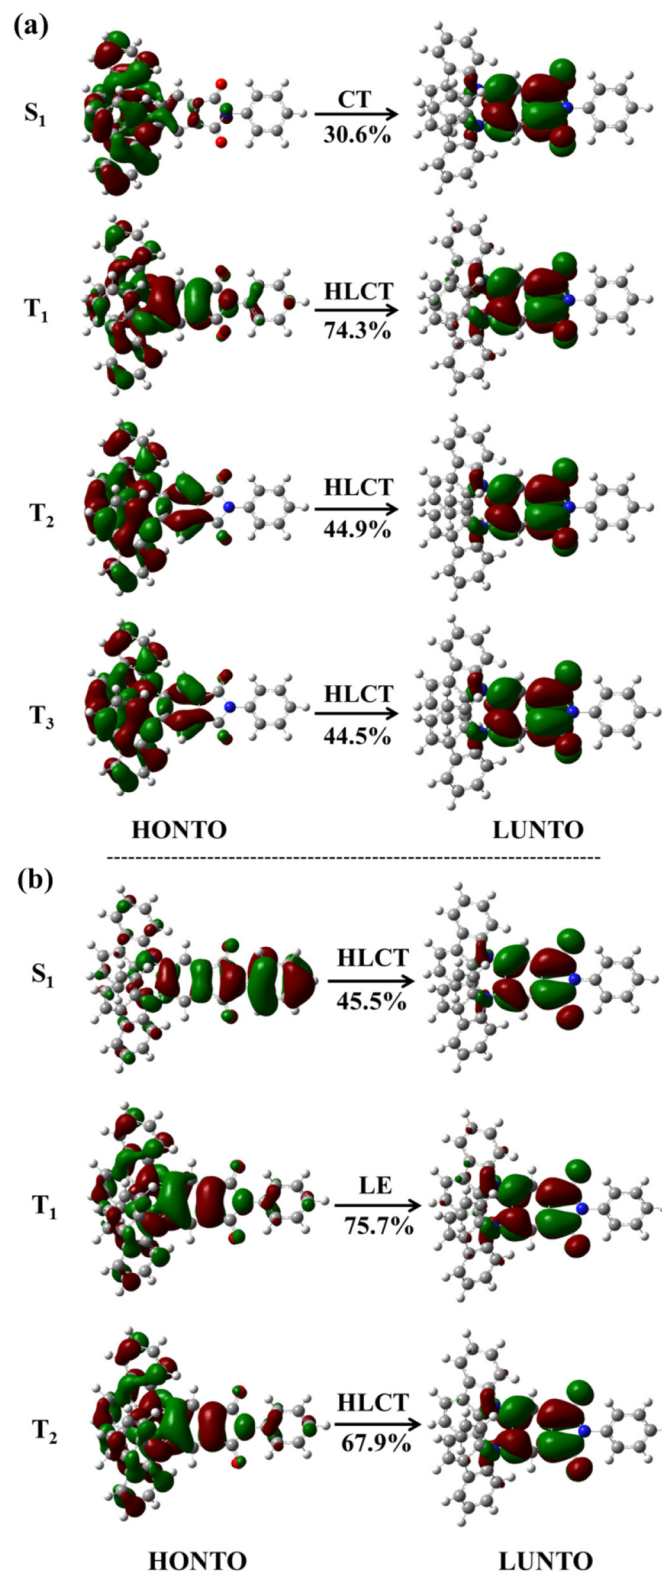 (a)
S1 CT 30.6%
T1 HLCT 74.3%
T2 HLCT 44.9%
T3 HLCT 44.5%
HONTO LUNTO
(b)
S1 HLCT 45.5%
T1 LE 75.7%
T2 HLCT 67.9%
HONTO LUNTO